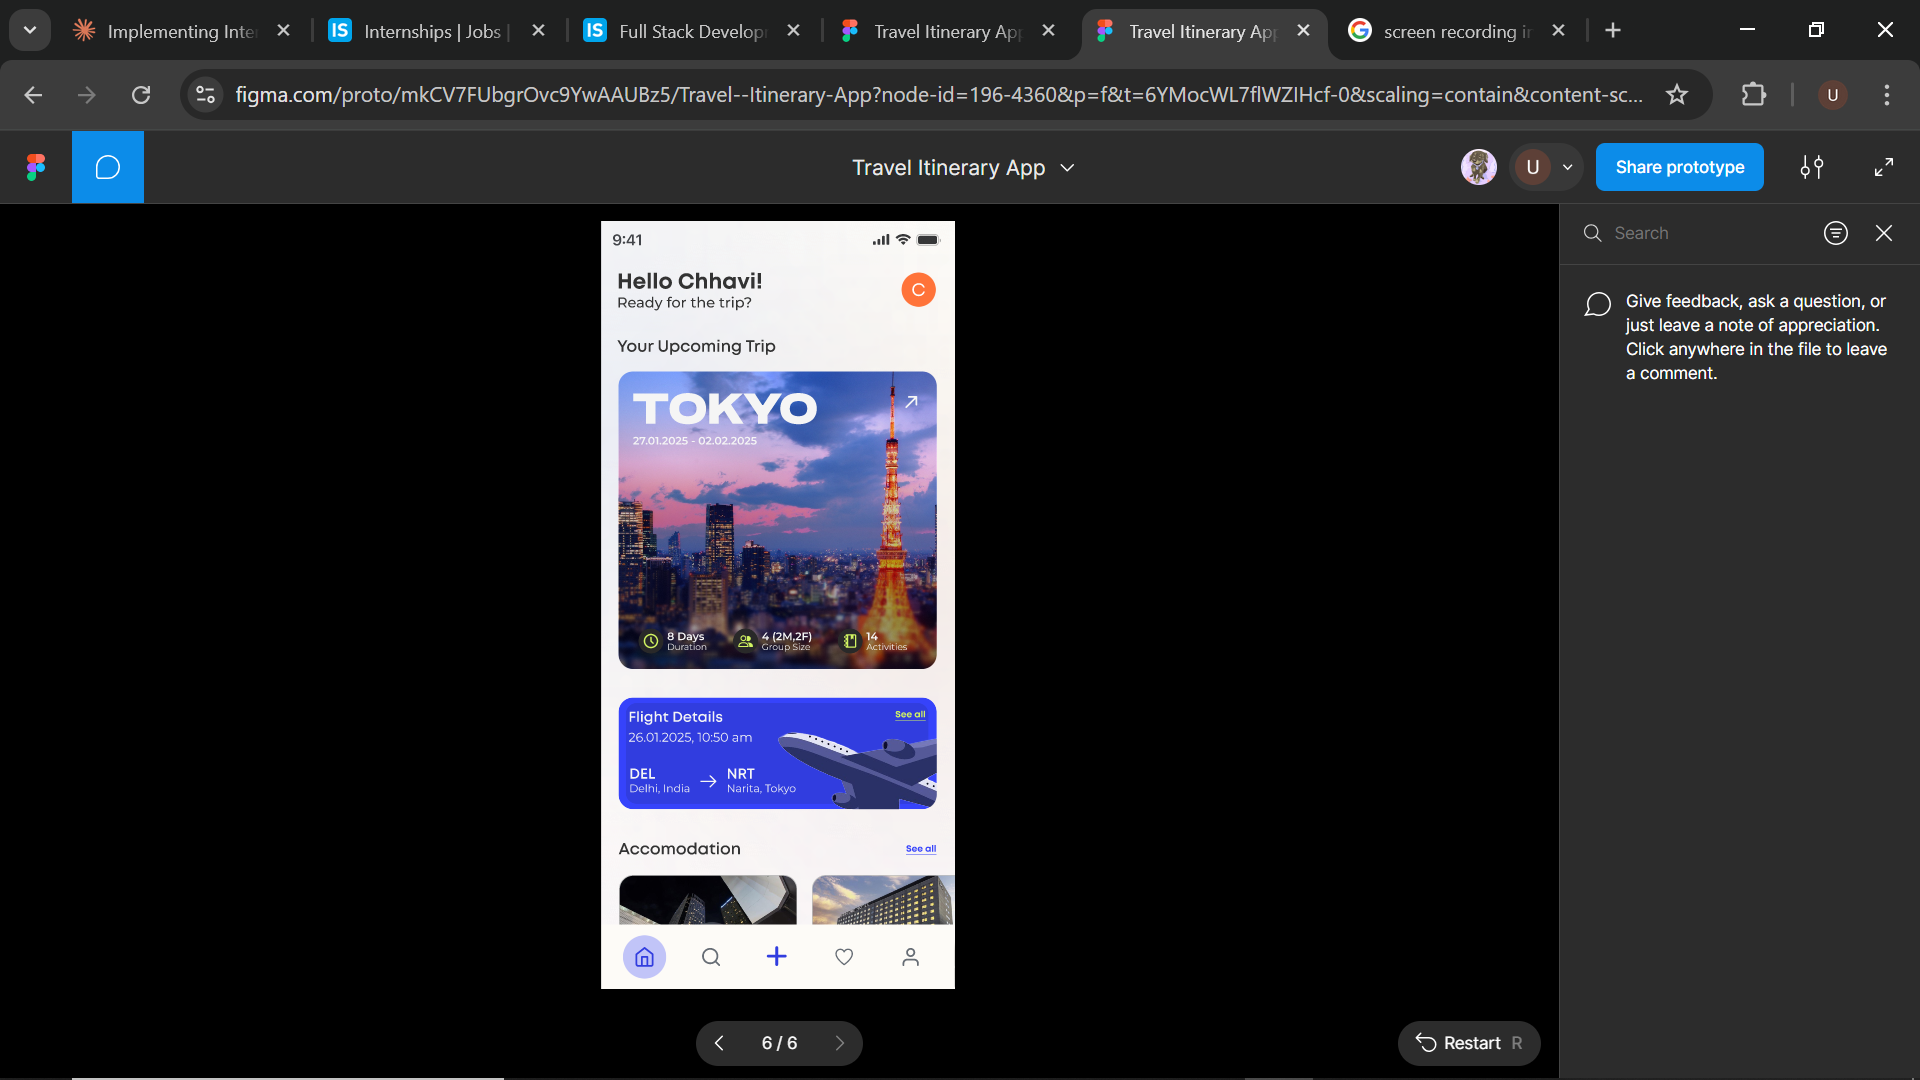 Implementing Inte
Internships | Jobs |
Full Stack Develop
Travel Itinerary Ap
Travel Itinerary Ap
screen recording i
figma.com/proto/mkCV7FUbgrOvc9YwAAUBz5/Travel--Itinerary-App?node-id=196-4360&p=f&t=6YMocWL7flWZIHcf-0&scaling=contain&content-sc...
U
Travel Itinerary App
U
Share prototype
Search
Give feedback, ask a question, or
just leave a note of appreciation.
Click anywhere in the file to leave
a comment.
9:41
Hello Chhavi!
Ready for the trip?
C
Your Upcoming Trip
TOKYO
27.01.2025 - 02.02.2025
8 Days
Duration
4 (2M,2F)
Group Size
14
Activities
Flight Details
See all
26.01.2025, 10:50 am
DEL
Delhi, India
NRT
Narita, Tokyo
Accomodation
See all
6 / 6
Restart R